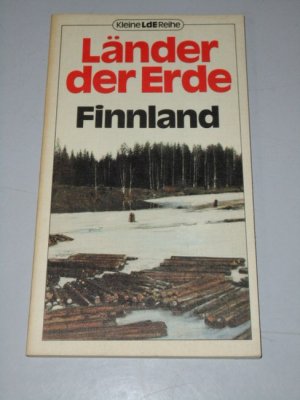 Kleine LdE Reihe
Länder
der Erde
Finnland